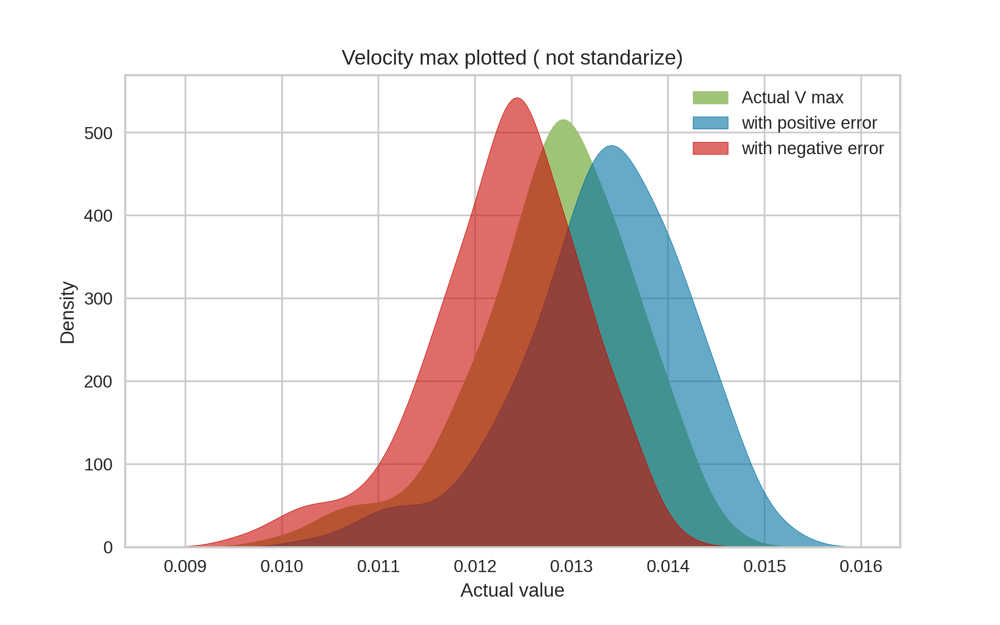 Velocity max plotted ( not standarize)
Actual V max
with positive error
with negative error
Density
500
400
300
200
100
0
0.009 0.010 0.011 0.012 0.013 0.014 0.015 0.016
Actual value